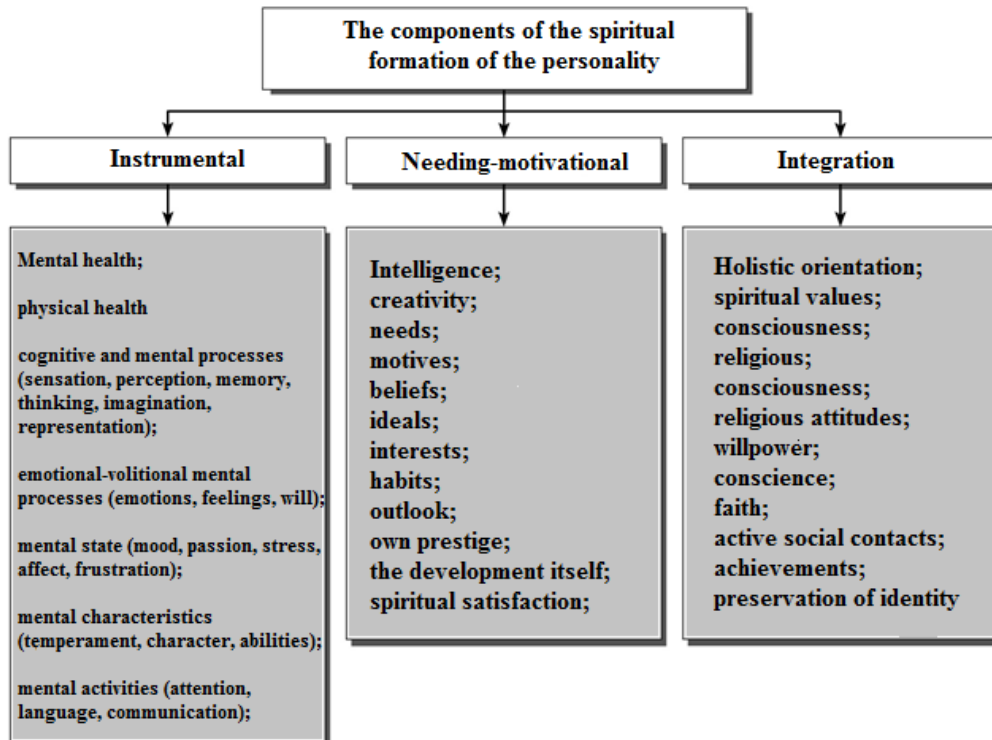 The components of the spiritual
formation of the personality
Instrumental
Needing-motivational
Integration
Mental health;
physical health
cognitive and mental processes
(sensation, perception, memory,
thinking, imagination,
representation);
emotional-volitional mental
processes (emotions, feelings, will);
mental state (mood, passion, stress,
affect, frustration);
mental characteristics
(temperament, character, abilities);
mental activities (attention,
language, communication);
Intelligence;
creativity;
needs;
motives;
beliefs;
ideals;
interests;
habits;
outlook;
own prestige;
the development itself;
spiritual satisfaction;
Holistic orientation;
spiritual values;
consciousness;
religious;
consciousness;
religious attitudes;
willpower;
conscience;
faith;
active social contacts;
achievements;
preservation of identity